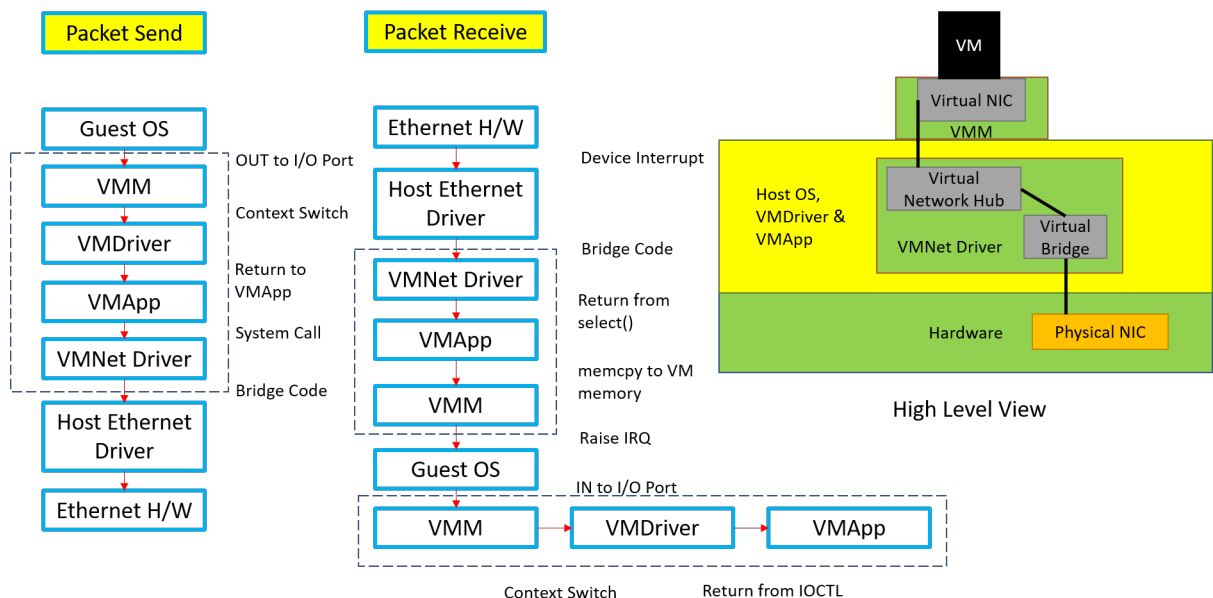 Packet Send
Guest OS
OUT to I/O Port
VMM
Context Switch
VMDriver
Return to
VMApp
VMApp
System Call
VMNet Driver
Bridge Code
Host Ethernet
Driver
Ethernet H/W
Packet Receive
Ethernet H/W
Device Interrupt
Host Ethernet
Driver
Bridge Code
VMNet Driver
Return from
select()
VMApp
memcpy to VM
memory
VMM
Raise IRQ
Guest OS
IN to I/O Port
VMM
VMDriver
VMApp
Context Switch
Return from IOCTL
VM
Virtual NIC
VMM
Host OS,
VMDriver &
VMApp
Virtual
Network Hub
Virtual
Bridge
VMNet Driver
Hardware
Physical NIC
High Level View